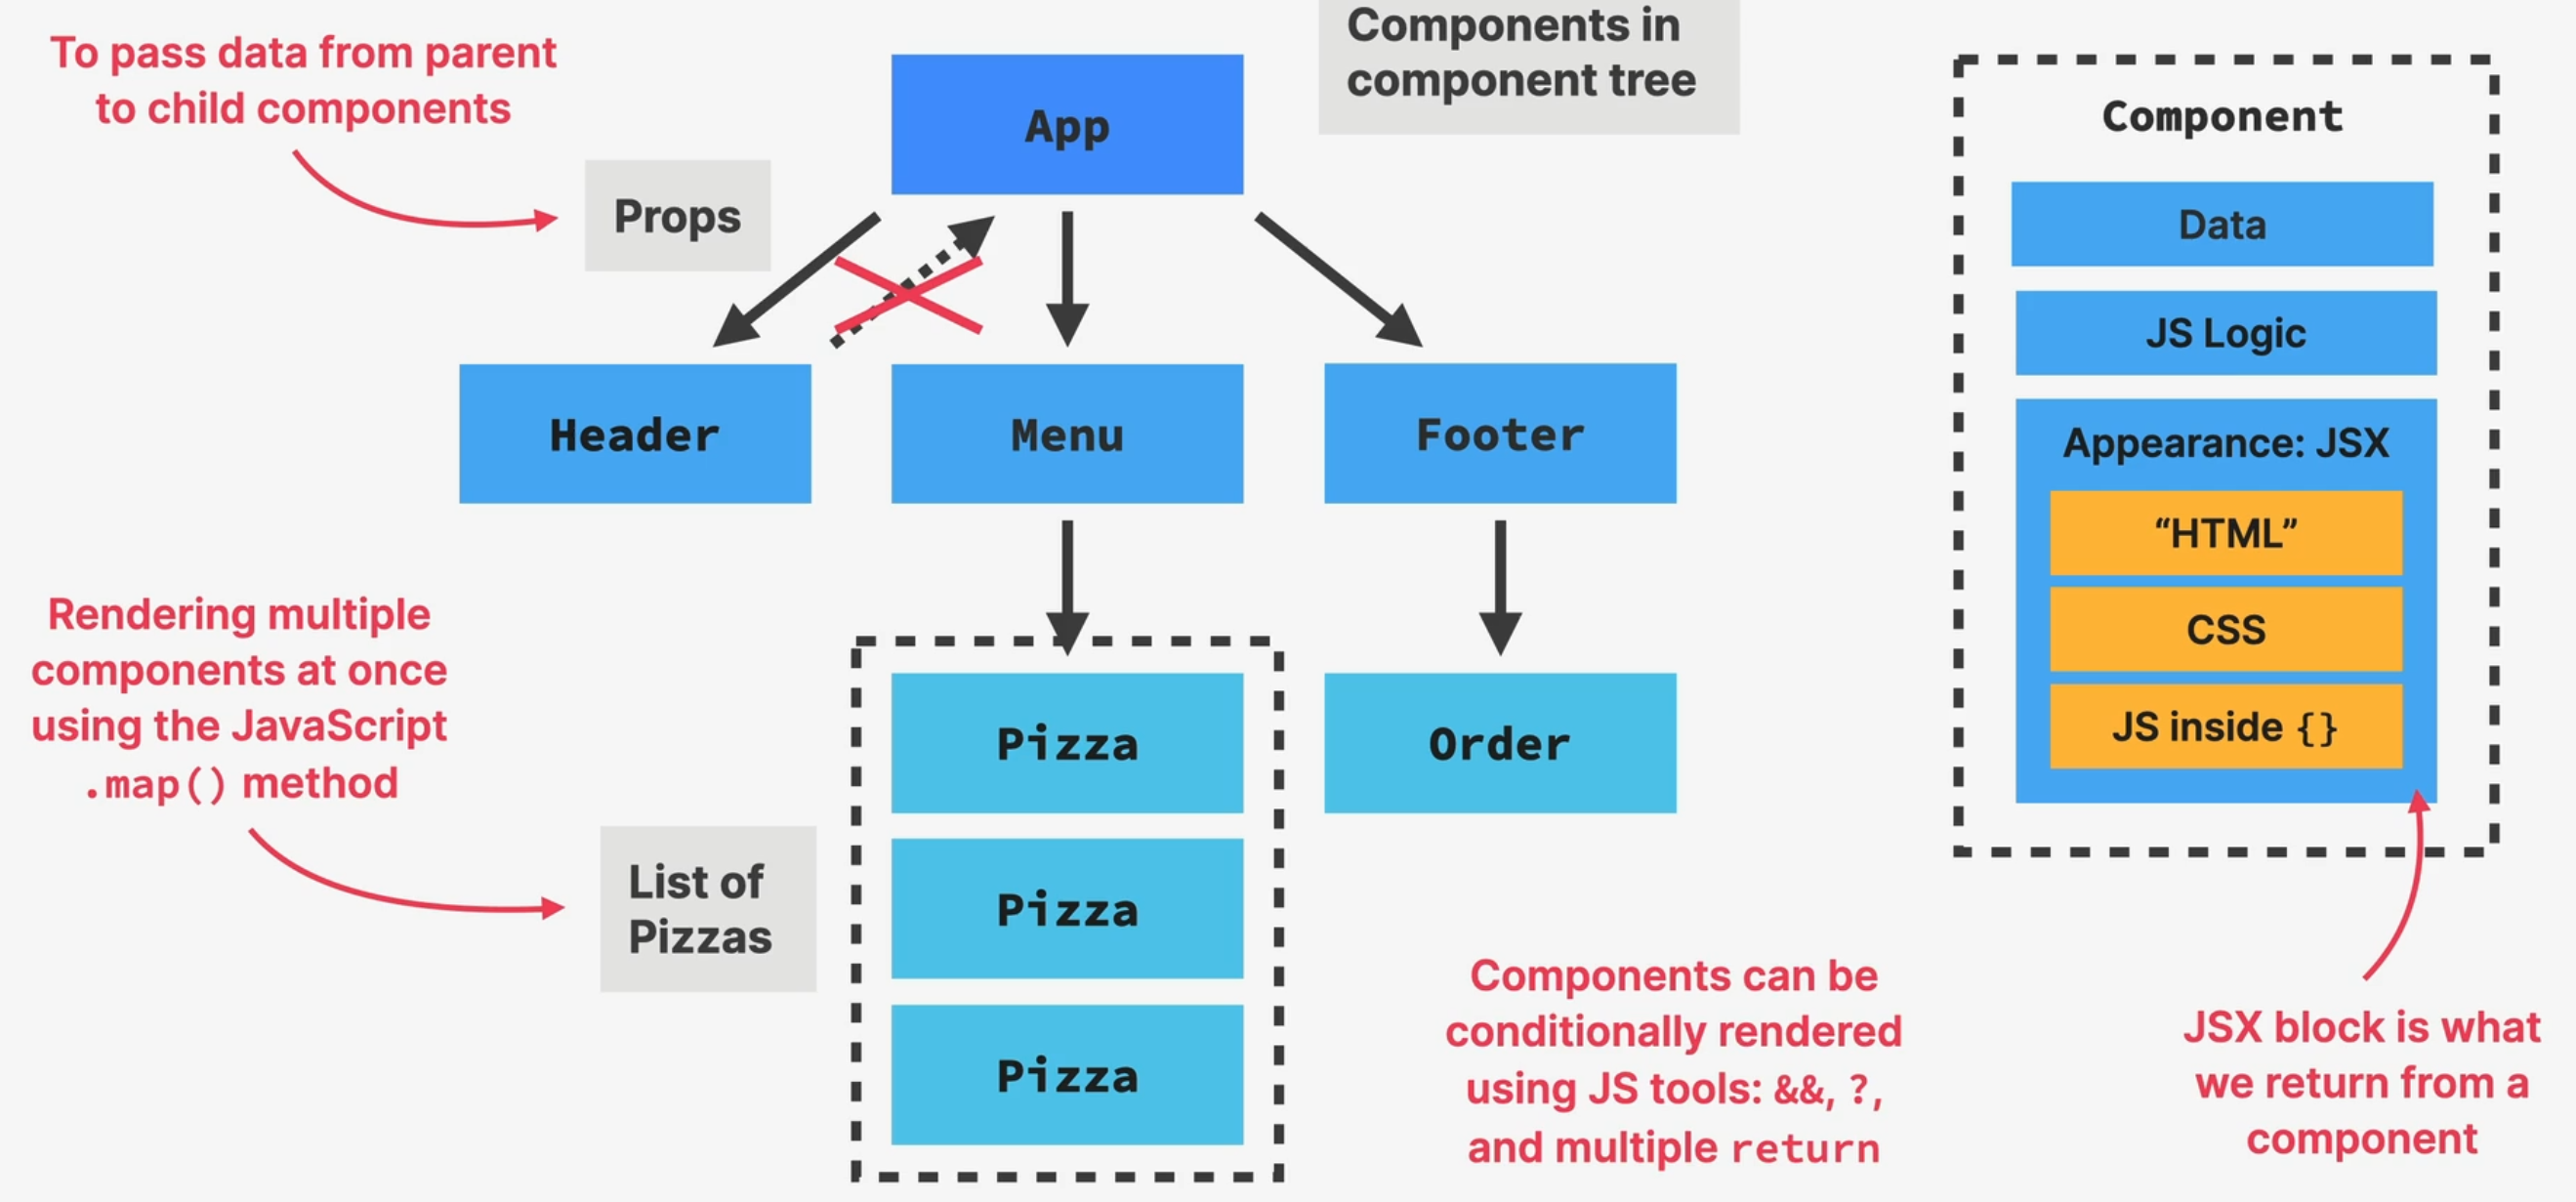 To pass data from parent
to child components
Components in
component tree
App
Props
Header
Menu
Footer
Rendering multiple
components at once
using the JavaScript
.map() method
List of
Pizzas
Pizza
Pizza
Pizza
Order
Components can be
conditionally rendered
using JS tools: &&, ?,
and multiple return
Component
Data
JS Logic
Appearance: JSX
“HTML”
CSS
JS inside {}
JSX block is what
we return from a
component